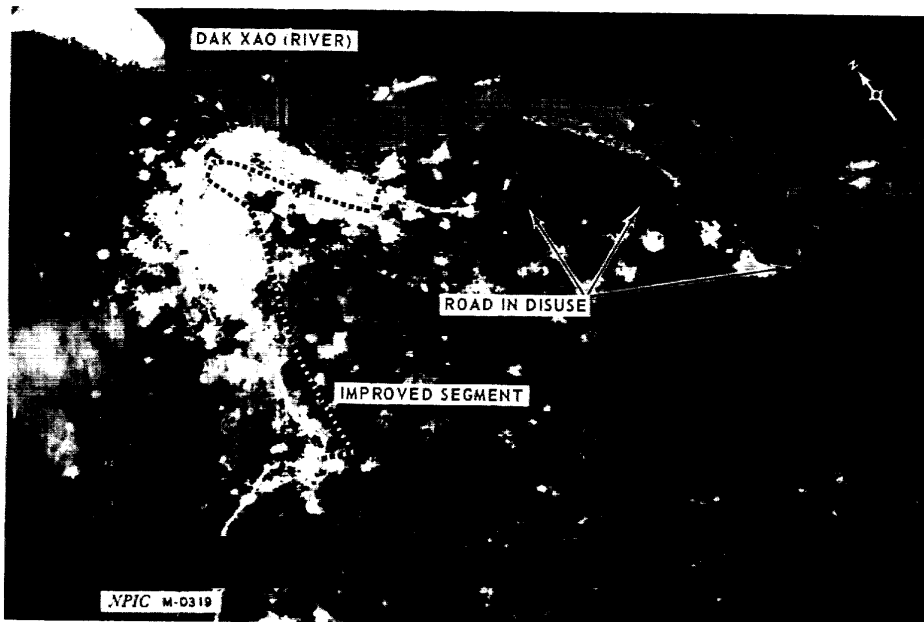 DAK XAO (RIVER)
N
ROAD IN DISUSE
IMPROVED SEGMENT
NPIC M-0319